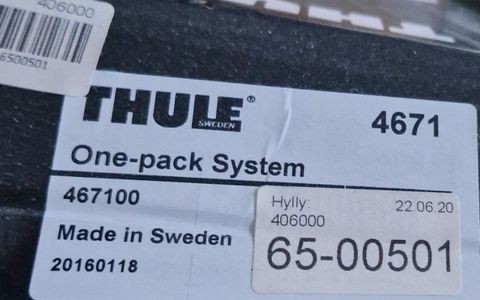 406000
6500501
THULE®
SWEDEN
4671
One-pack System
467100
Made in Sweden
20160118
Hylly: 22.06.20
406000
65-00501